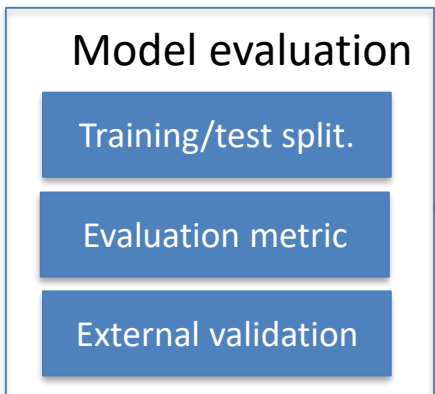 Model evaluation
Training/test split.
Evaluation metric
External validation